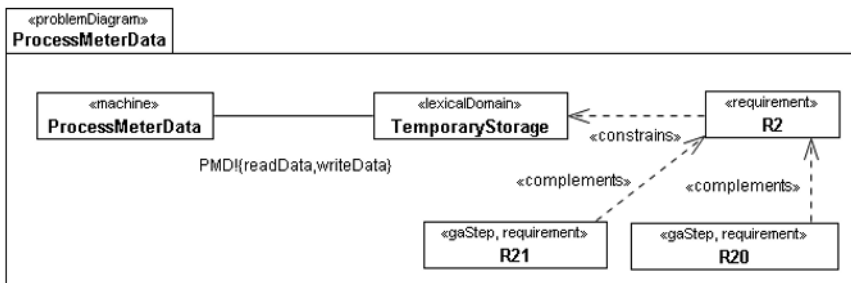 «problemDiagram»
ProcessMeterData
«machine»
ProcessMeterData
«lexicalDomain»
TemporaryStorage
«requirement»
R2
«constrains»
PMD!{readData,writeData}
«complements»
«complements»
«gaStep, requirement»
R21
«gaStep, requirement»
R20